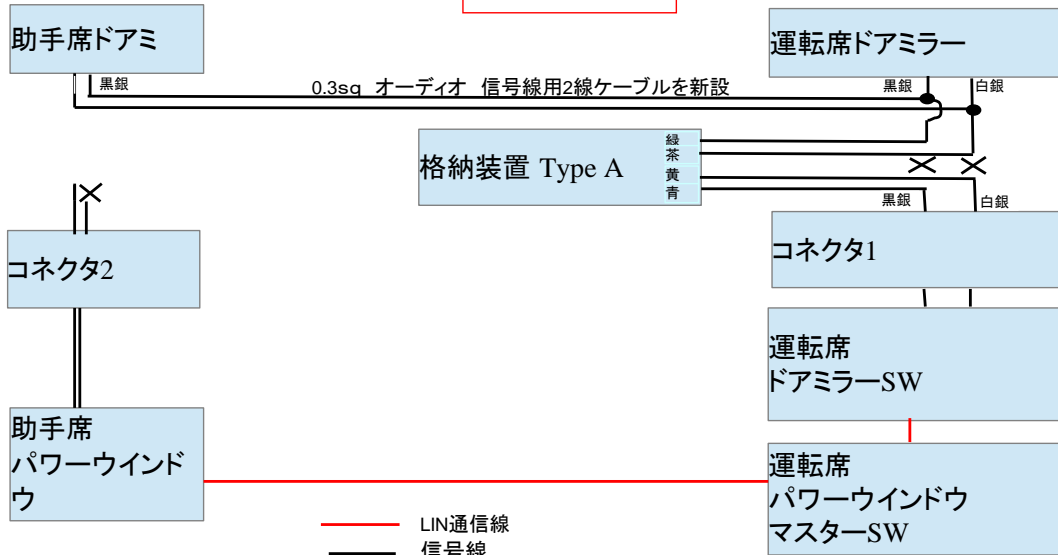 助手席ドアミ
運転席ドアミラー
黒銀
0.3sq オーディオ 信号線用2線ケーブルを新設
黒銀
白銀
格納装置 Type A
緑
茶
黄
青
黒銀
白銀
コネクタ2
コネクタ1
運転席
ドアミラーSW
助手席
パワーウインド
ウ
運転席
パワーウインドウ
マスターSW
LIN通信線
信号線